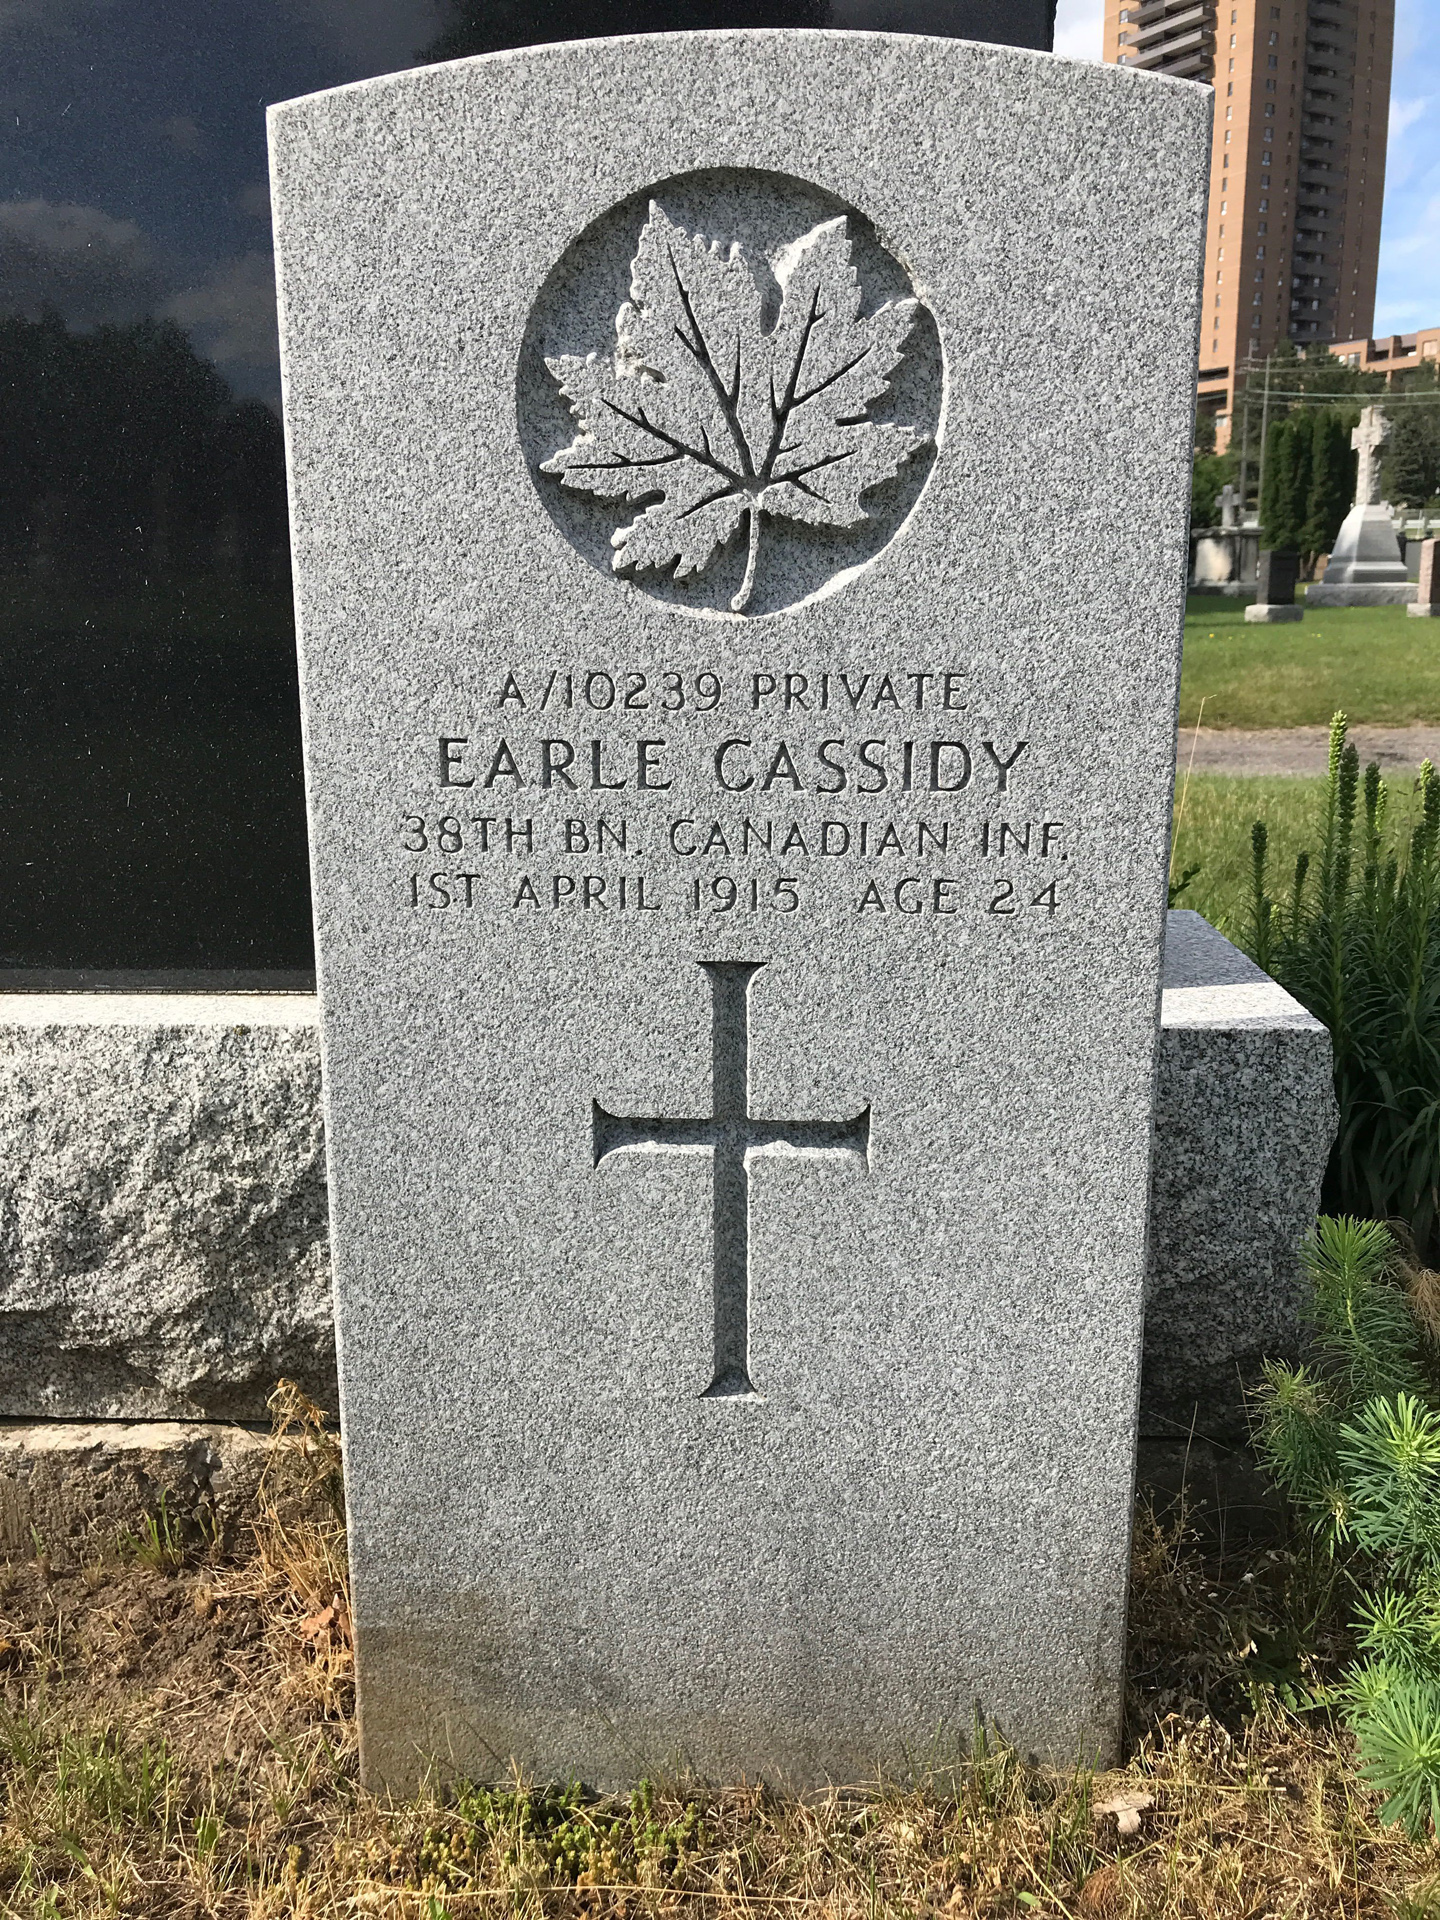 A/10239 PRIVATE
EARLE CASSIDY
38TH BN. CANADIAN INF.
1ST APRIL 1915 AGE 24